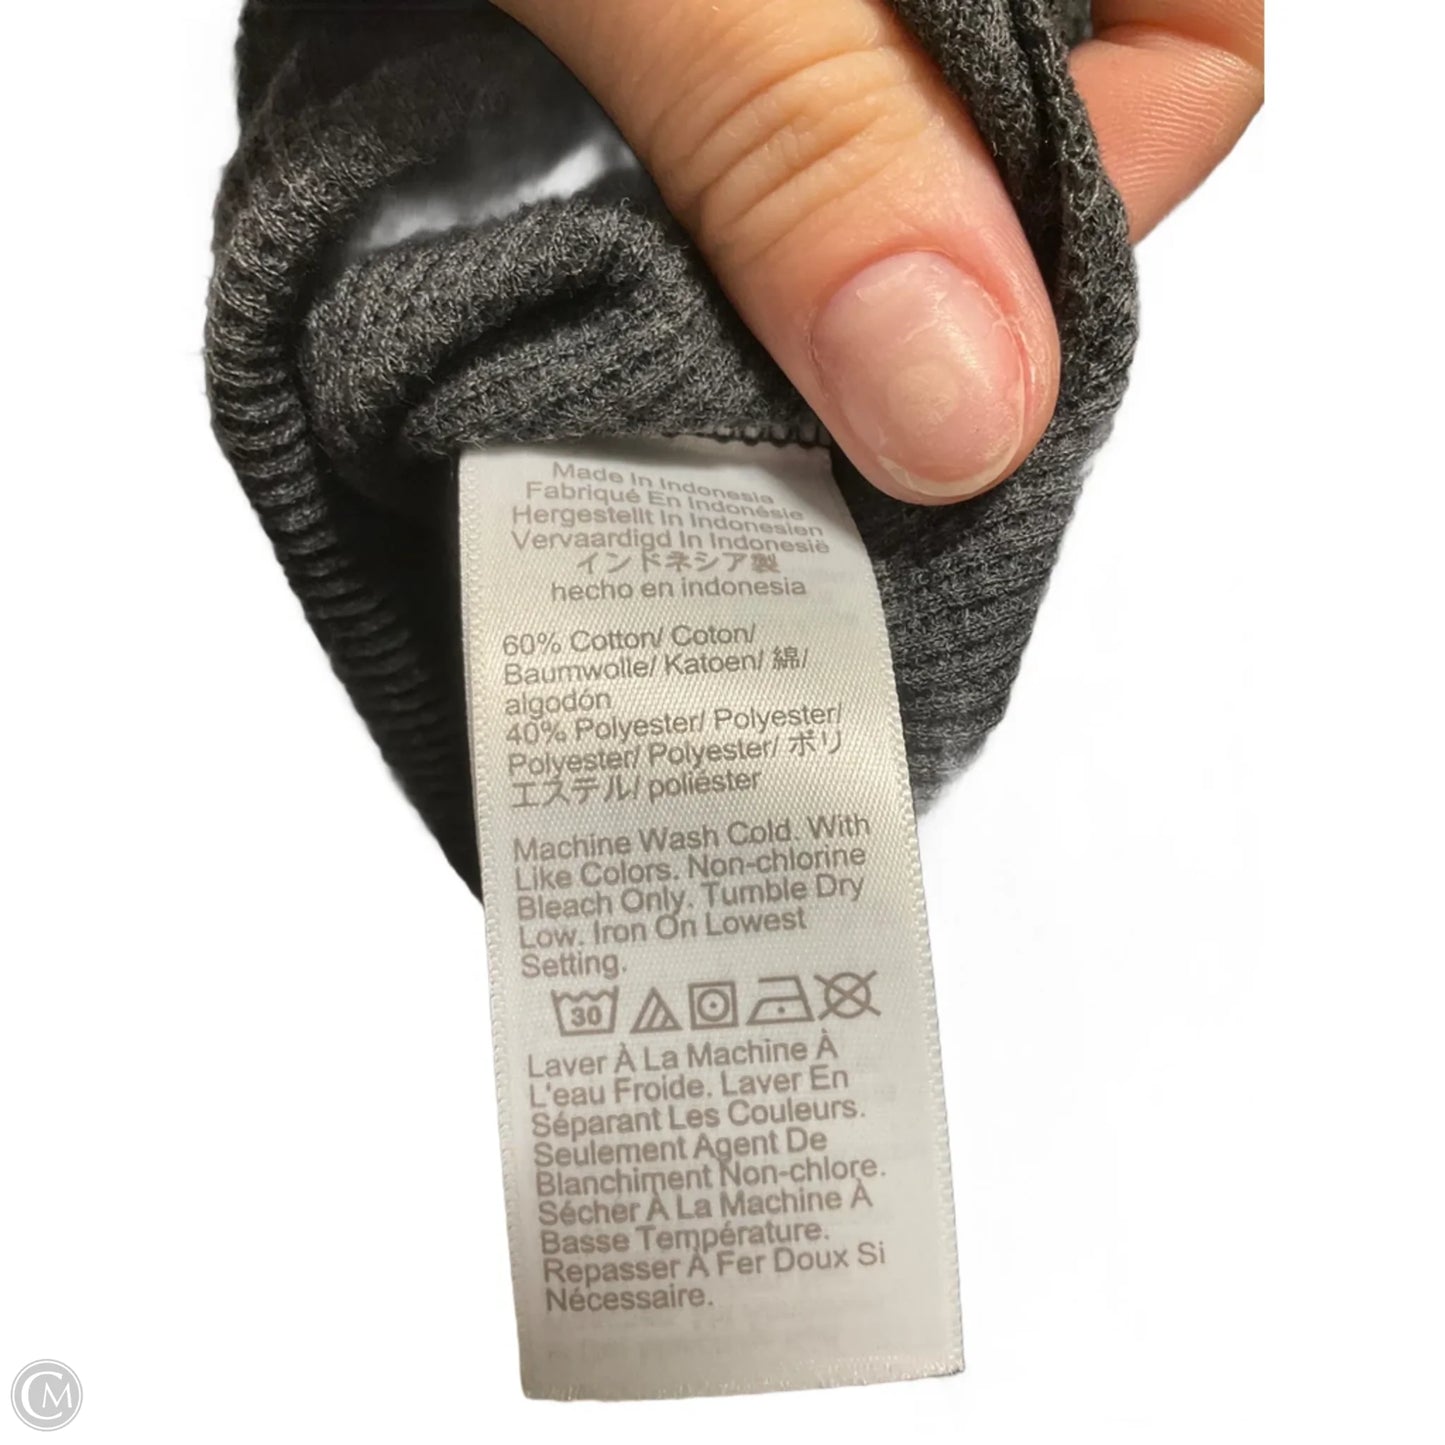 Made In Indonesia
Fabriqué En Indonésie
Hergestellt In Indonesien
Vervaardigd In Indonesië
インドネシア製
hecho en indonesia
60% Cotton/ Coton/
Baumwolle/ Katoen/ 綿/
algodón
40% Polyester/ Polyester/
Polyester/ Polyester/ ポリ
エステル/ poliéster
Machine Wash Cold. With
Like Colors. Non-chlorine
Bleach Only. Tumble Dry
Low. Iron On Lowest
Setting.
30
Laver À La Machine À
L'eau Froide. Laver En
Séparant Les Couleurs.
Seulement Agent De
Blanchiment Non-chlore.
Sécher À La Machine À
Basse Température.
Repasser À Fer Doux Si
Nécessaire.
CM